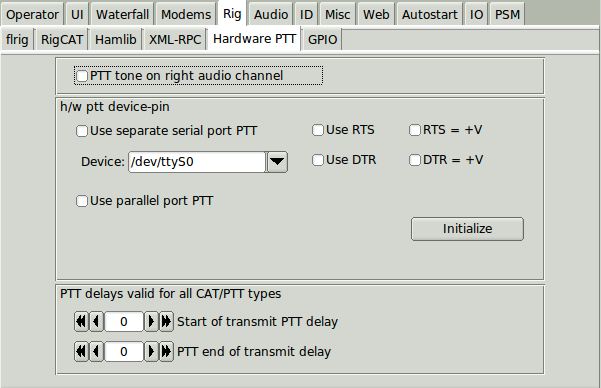 Operator UI Waterfall Modems Rig Audio ID Misc Web Autostart IO PSM
flrig RigCAT Hamlib XML-RPC Hardware PTT GPIO
PTT tone on right audio channel
h/w ptt device-pin
Use separate serial port PTT Use RTS RTS = +V
Device: /dev/ttyS0 Use DTR DTR = +V
Use parallel port PTT
Initialize
PTT delays valid for all CAT/PTT types
0 Start of transmit PTT delay
0 PTT end of transmit delay